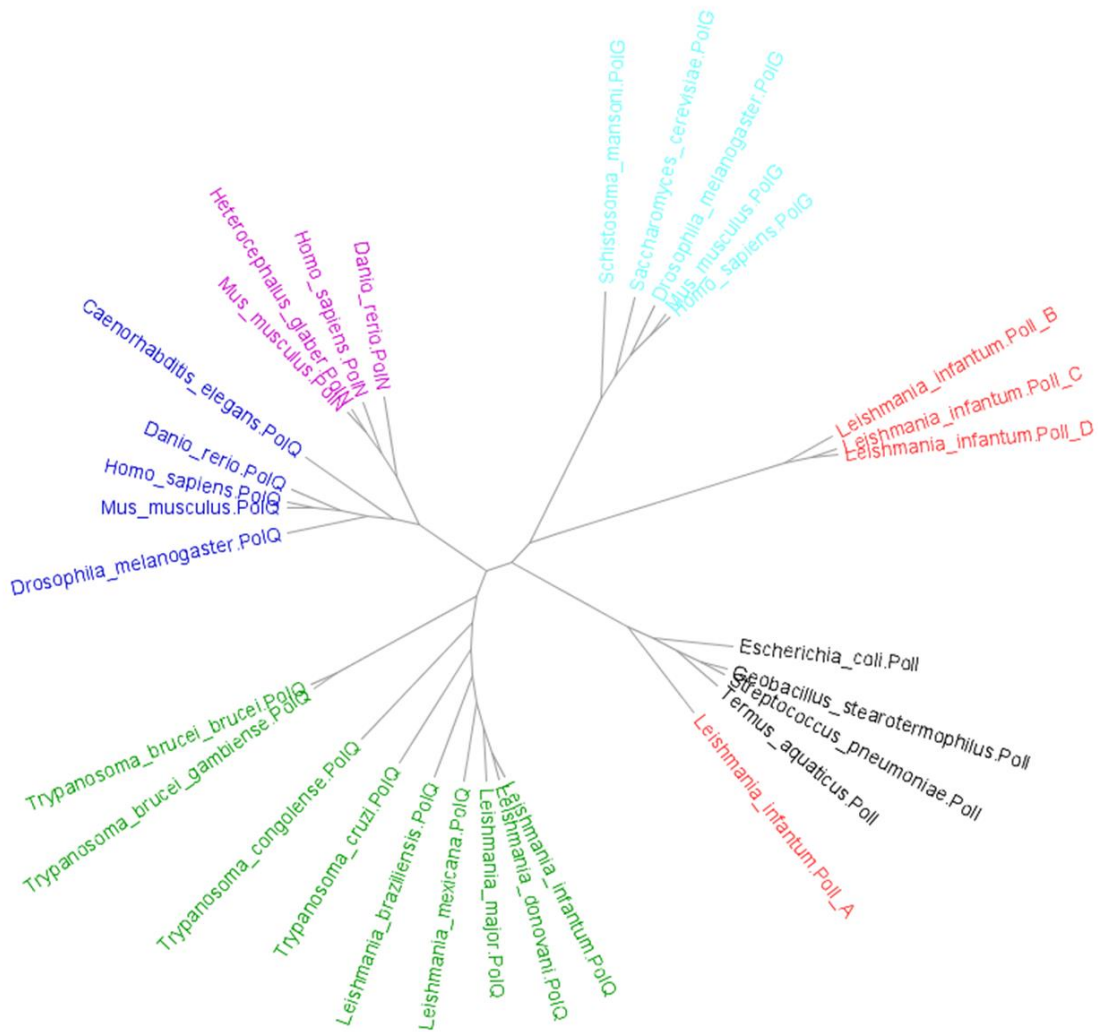 Schistosoma_mansoni.PolG
Saccharomyces_cerevisiae.PolG
Drosophila_melanogaster.PolG
Mus_musculus.PolG
Homo_sapiens.PolG
Leishmania_infantum.PolI_B
Leishmania_infantum.PolI_C
Leishmania_infantum.PolI_D
Escherichia_coli.PolI
Geobacillus_stearotermophilus.PolI
Streptococcus_pneumoniae.PolI
Termus_aquaticus.PolI
Leishmania_infantum.PolI_A
Leishmania_infantum.PolQ
Leishmania_donovani.PolQ
Leishmania_major.PolQ
Leishmania_mexicana.PolQ
Leishmania_braziliensis.PolQ
Trypanosoma_cruzi.PolQ
Trypanosoma_congolense.PolQ
Trypanosoma_brucei_gambiense.PolQ
Trypanosoma_brucei_brucei.PolQ
Drosophila_melanogaster.PolQ
Mus_musculus.PolQ
Homo_sapiens.PolQ
Danio_rerio.PolQ
Caenorhabditis_elegans.PolQ
Mus_musculus.PolN
Heterocephalus_glaber.PolN
Homo_sapiens.PolN
Danio_rerio.PolN